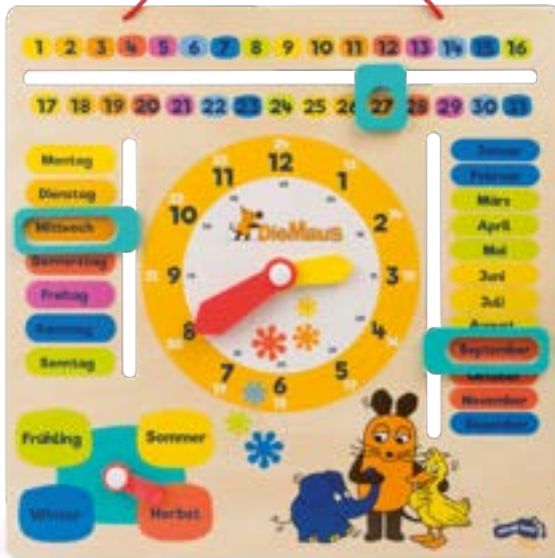 1 2 3 4 5 6 7 8 9 10 11 12 13 14 15 16
17 18 19 20 21 22 23 24 25 26 27 28 29 30 31
Montag
Dienstag
Mittwoch
Donnerstag
Freitag
Samstag
Sonntag
12
1
2
3
4
5
6
7
8
9
10
11
DieMaus
Januar
Februar
März
April
Mai
Juni
Juli
August
September
Oktober
November
Dezember
Frühling
Sommer
Winter
Herbst